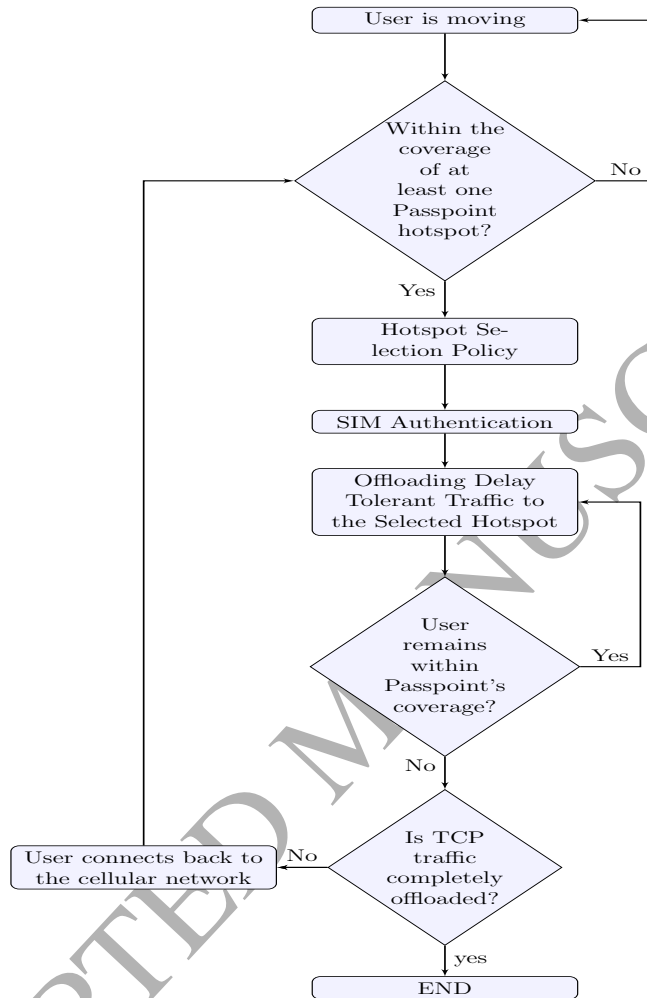 User is moving
Within the
coverage
of at
least one
Passpoint
hotspot?
No
Yes
Hotspot Se-
lection Policy
SIM Authentication
Offloading Delay
Tolerant Traffic to
the Selected Hotspot
User
remains
within
Passpoint's
coverage?
Yes
No
Is TCP
traffic
completely
offloaded?
No
User connects back to
the cellular network
yes
END
RTED MANUSC